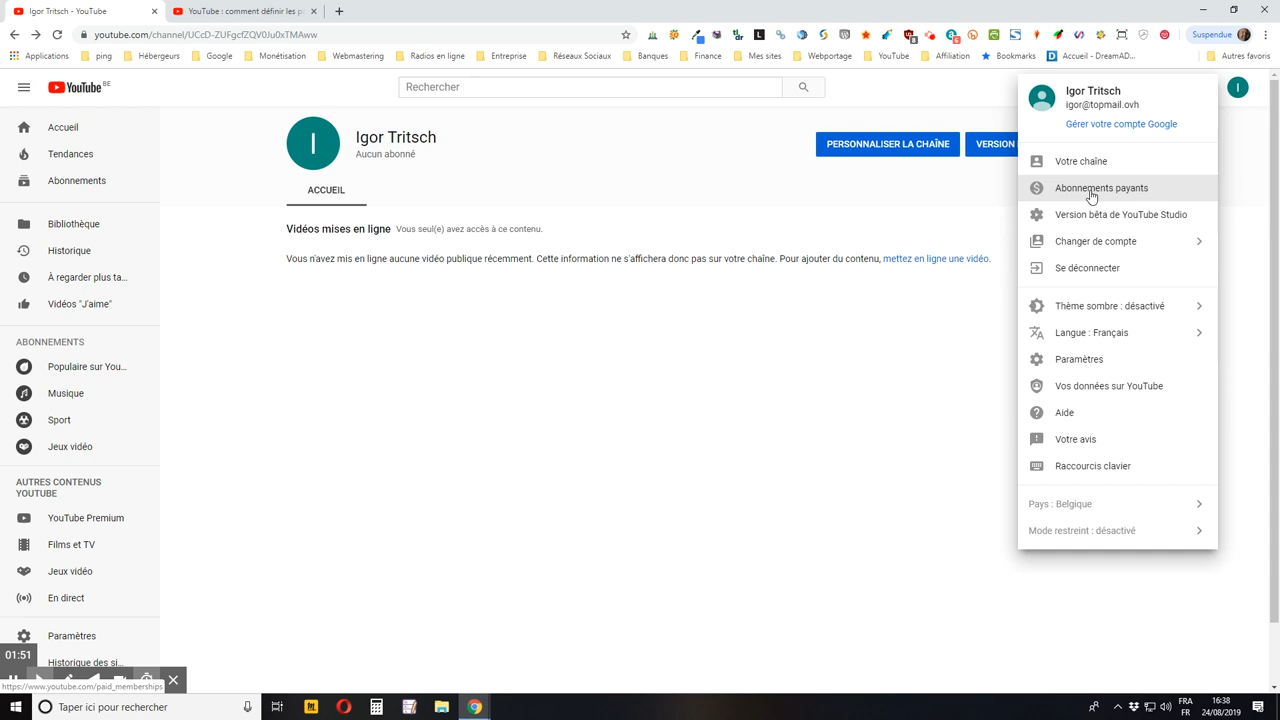 Igor Tritsch - YouTube
YouTube : comment définir les p
youtube.com/channel/UCcD-ZUFgcfZQV0Ju0xTMAww
Suspendue
Applications
ping
Hébergeurs
Google
Monétisation
Webmastering
Radios en ligne
Entreprise
Réseaux Sociaux
Banques
Finance
Mes sites
Webportage
YouTube
Affiliation
Bookmarks
Accueil - DreamAD...
Autres favoris
YouTube BE
Rechercher
Accueil
Tendances
Abonnements
Bibliothèque
Historique
À regarder plus ta...
Vidéos "J'aime"
ABONNEMENTS
Populaire sur You...
Musique
Sport
Jeux vidéo
AUTRES CONTENUS
YOUTUBE
YouTube Premium
Films et TV
Jeux vidéo
En direct
Paramètres
Historique des si...
01:51
https://www.youtube.com/paid_memberships
I
Igor Tritsch
Aucun abonné
PERSONNALISER LA CHAÎNE
VERSION
ACCUEIL
Vidéos mises en ligne Vous seul(e) avez accès à ce contenu.
Vous n'avez mis en ligne aucune vidéo publique récemment. Cette information ne s'affichera donc pas sur votre chaîne. Pour ajouter du contenu, mettez en ligne une vidéo.
I
Igor Tritsch
igor@topmail.ovh
Gérer votre compte Google
Votre chaîne
Abonnements payants
Version bêta de YouTube Studio
Changer de compte
Se déconnecter
Thème sombre : désactivé
Langue : Français
Paramètres
Vos données sur YouTube
Aide
Votre avis
Raccourcis clavier
Pays : Belgique
Mode restreint : désactivé
Taper ici pour rechercher
FRA
FR
16:38
24/08/2019